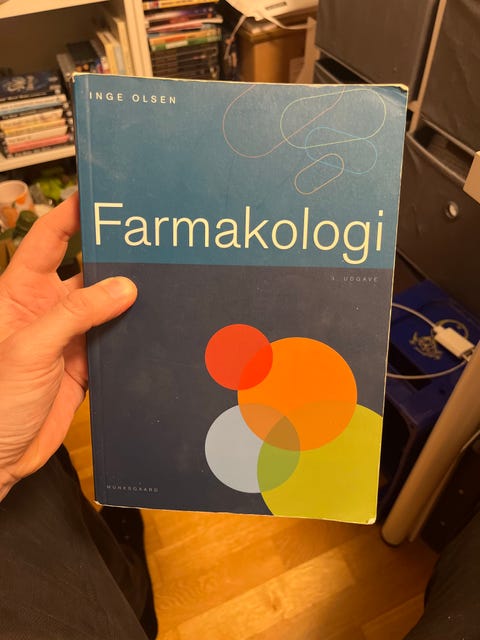 INGE OLSEN
Farmakologi
UDGAVE
MUNKSGAARD